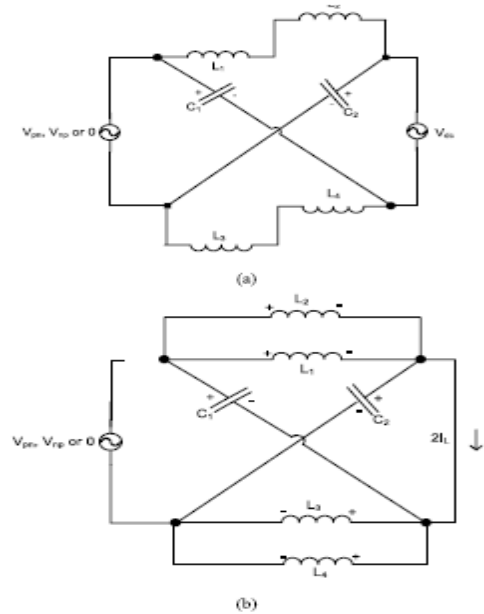 L₁
+ -
C₁
+
-
C₂
Vpn, Vnp or 0
L₄
L₃
(a)
+ L₂ -
+ L₁ -
+ -
C₁
+
-
C₂
Vpn, Vnp or 0
2I_L ↓
- L₃ +
- L₄ +
(b)